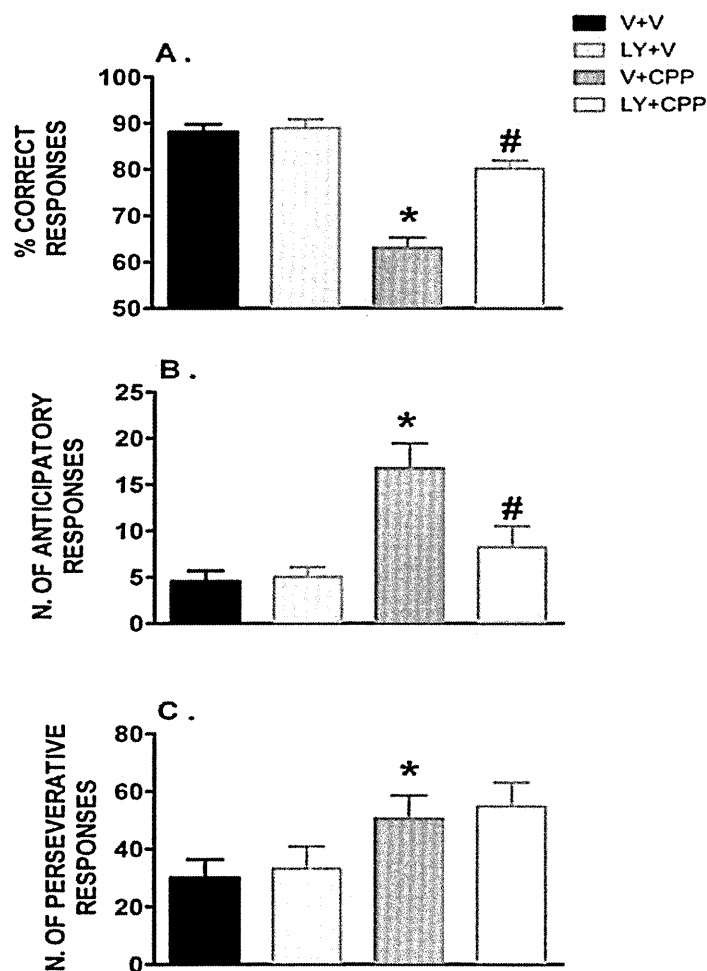 V+V
LY+V
V+CPP
LY+CPP
A .
% CORRECT
RESPONSES
100
90
80
70
60
50
*
#
B .
N. OF ANTICIPATORY
RESPONSES
25
20
15
10
5
0
*
#
C .
N. OF PERSEVERATIVE
RESPONSES
80
60
40
20
0
*